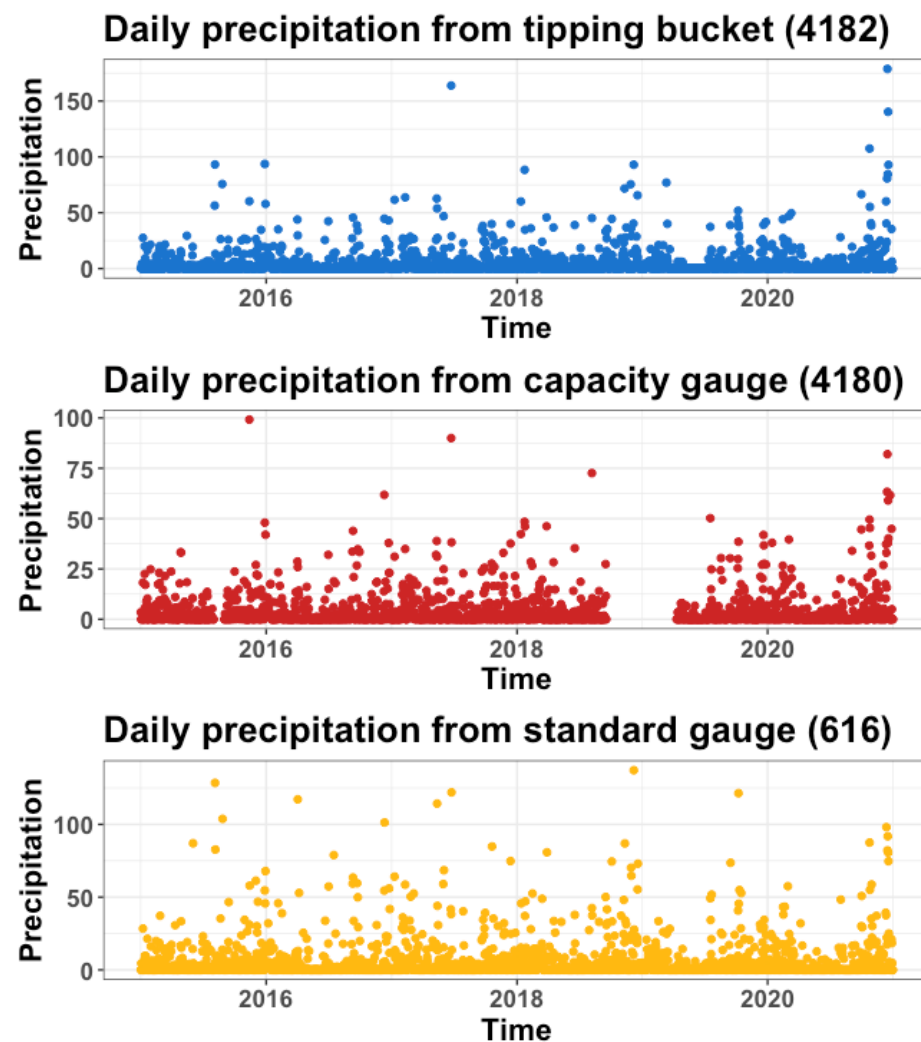 Daily precipitation from tipping bucket (4182)
Precipitation
150
100
50
0
2016
2018
2020
Time
Daily precipitation from capacity gauge (4180)
Precipitation
100
75
50
25
0
2016
2018
2020
Time
Daily precipitation from standard gauge (616)
Precipitation
100
50
0
2016
2018
2020
Time